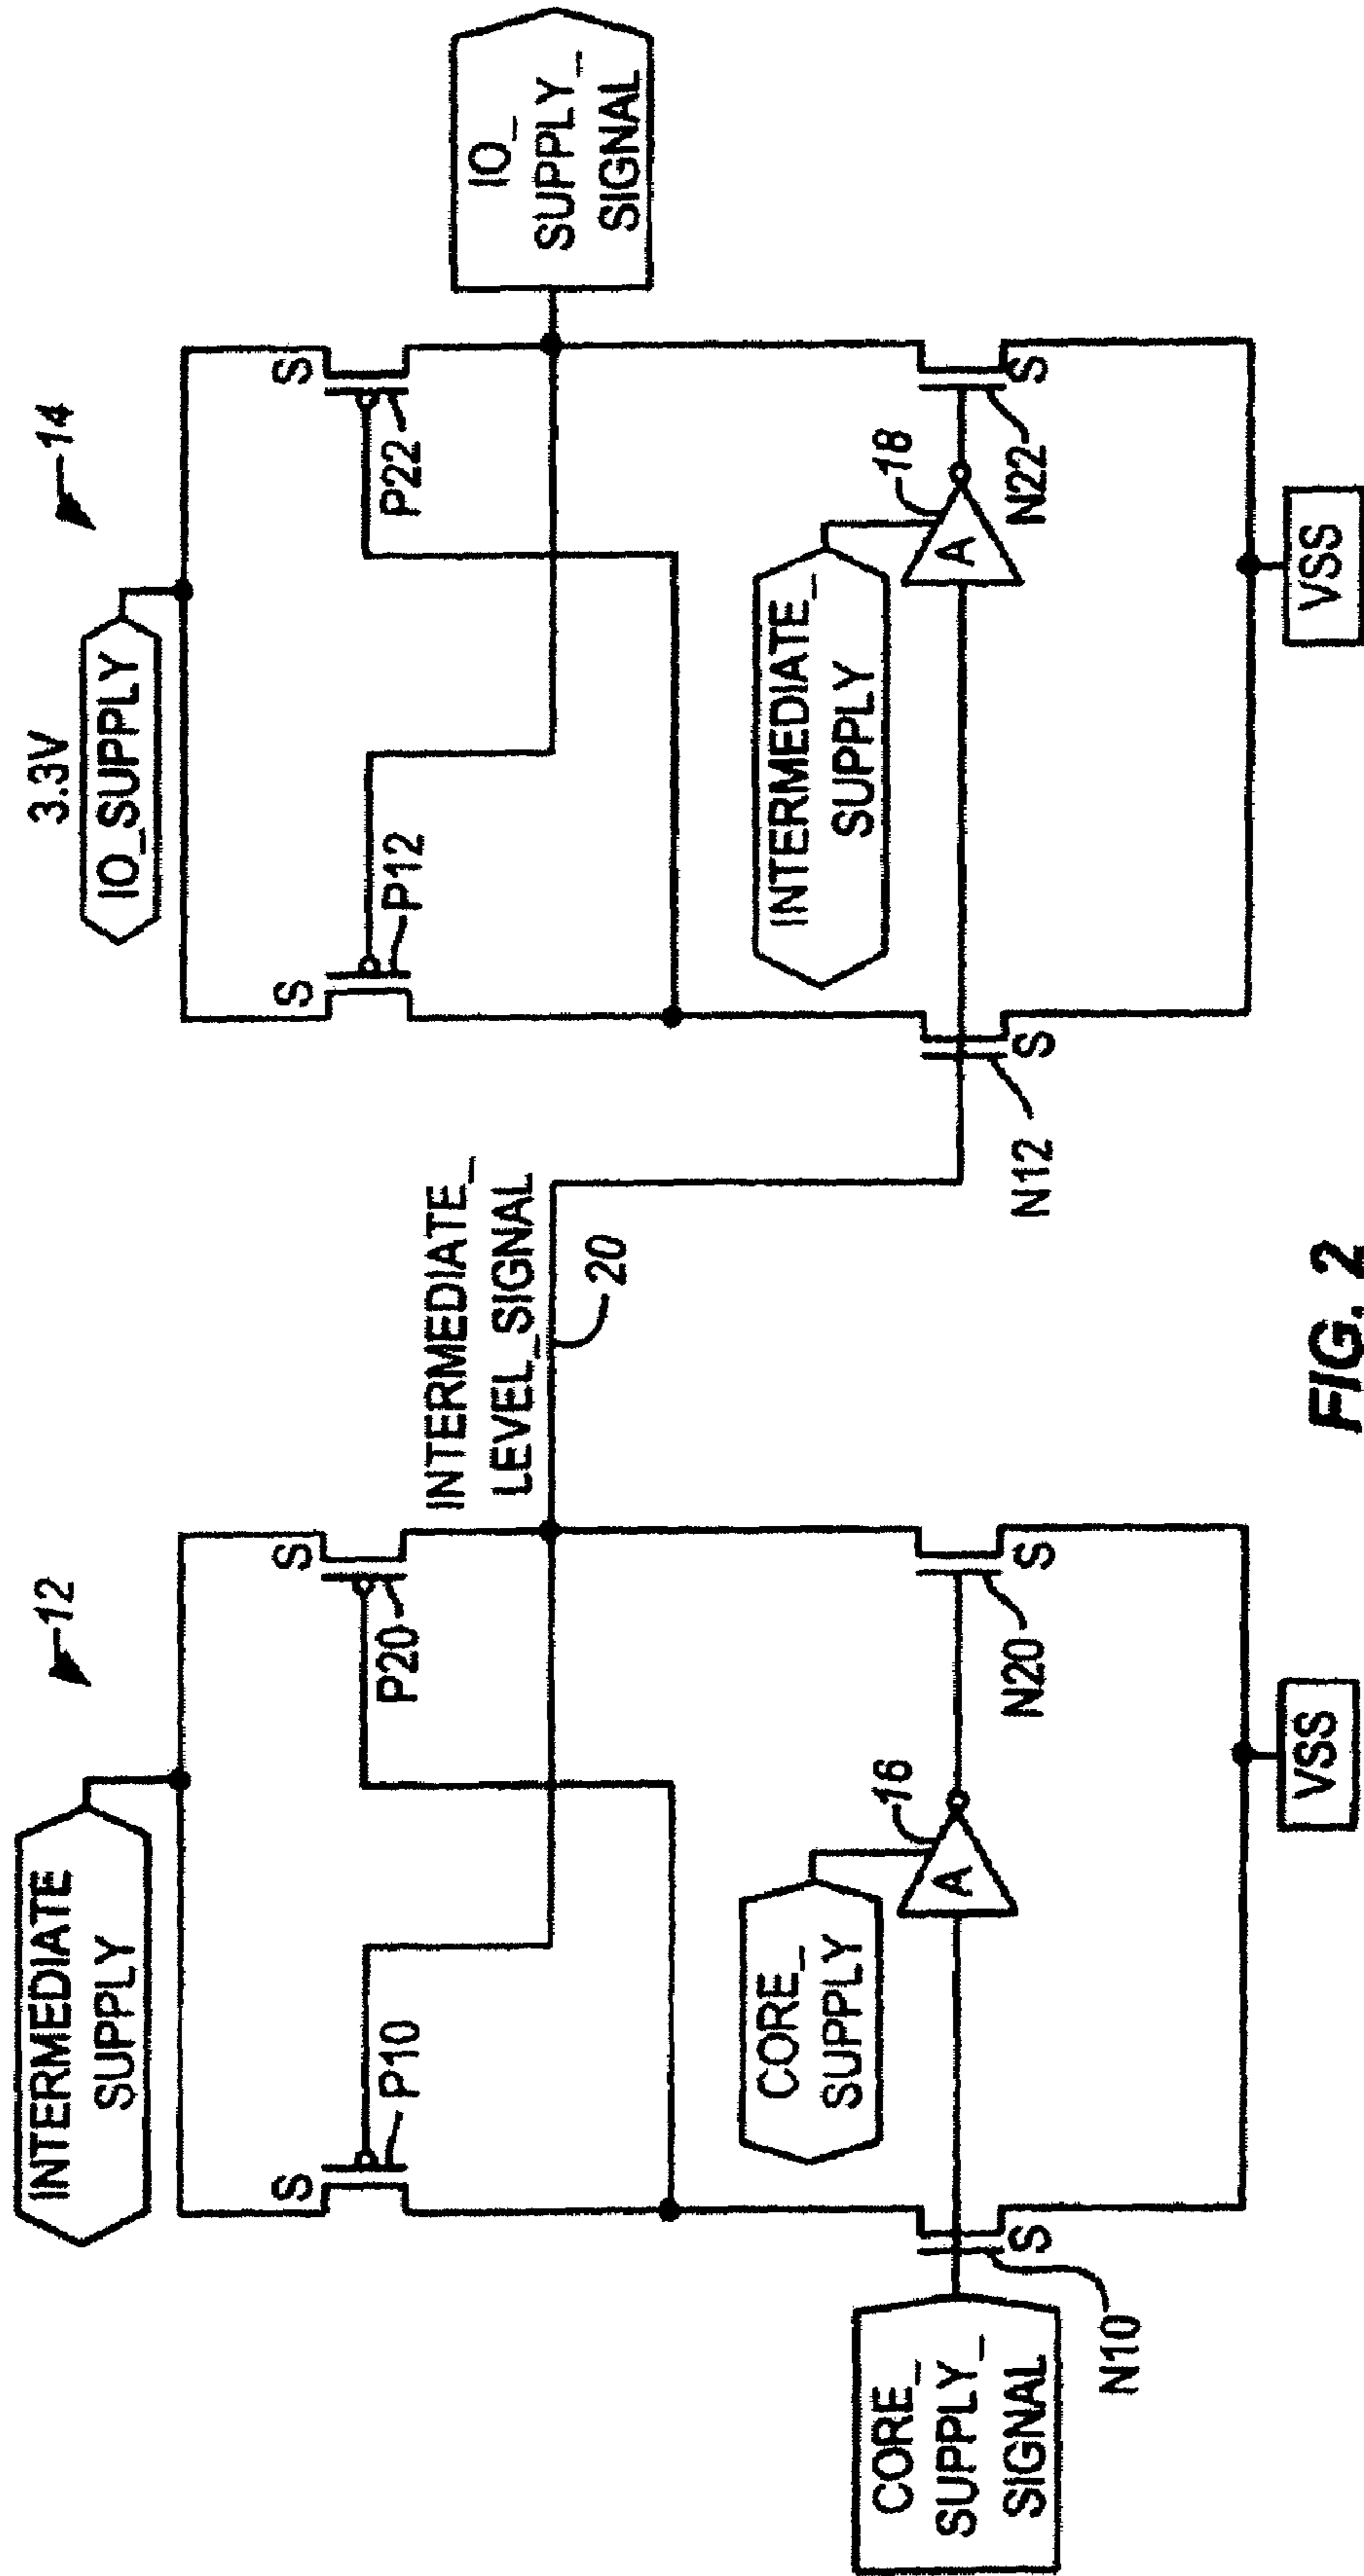 INTERMEDIATE
SUPPLY
12
S
S
P10
P20
CORE_
SUPPLY
16
A
CORE_
SUPPLY_
SIGNAL
S
S
N10
N20
VSS
INTERMEDIATE_
LEVEL_SIGNAL
20
3.3V
IO_SUPPLY
14
S
S
P12
P22
IO_
SUPPLY_
SIGNAL
INTERMEDIATE_
SUPPLY
18
A
S
S
N12
N22
VSS
FIG. 2